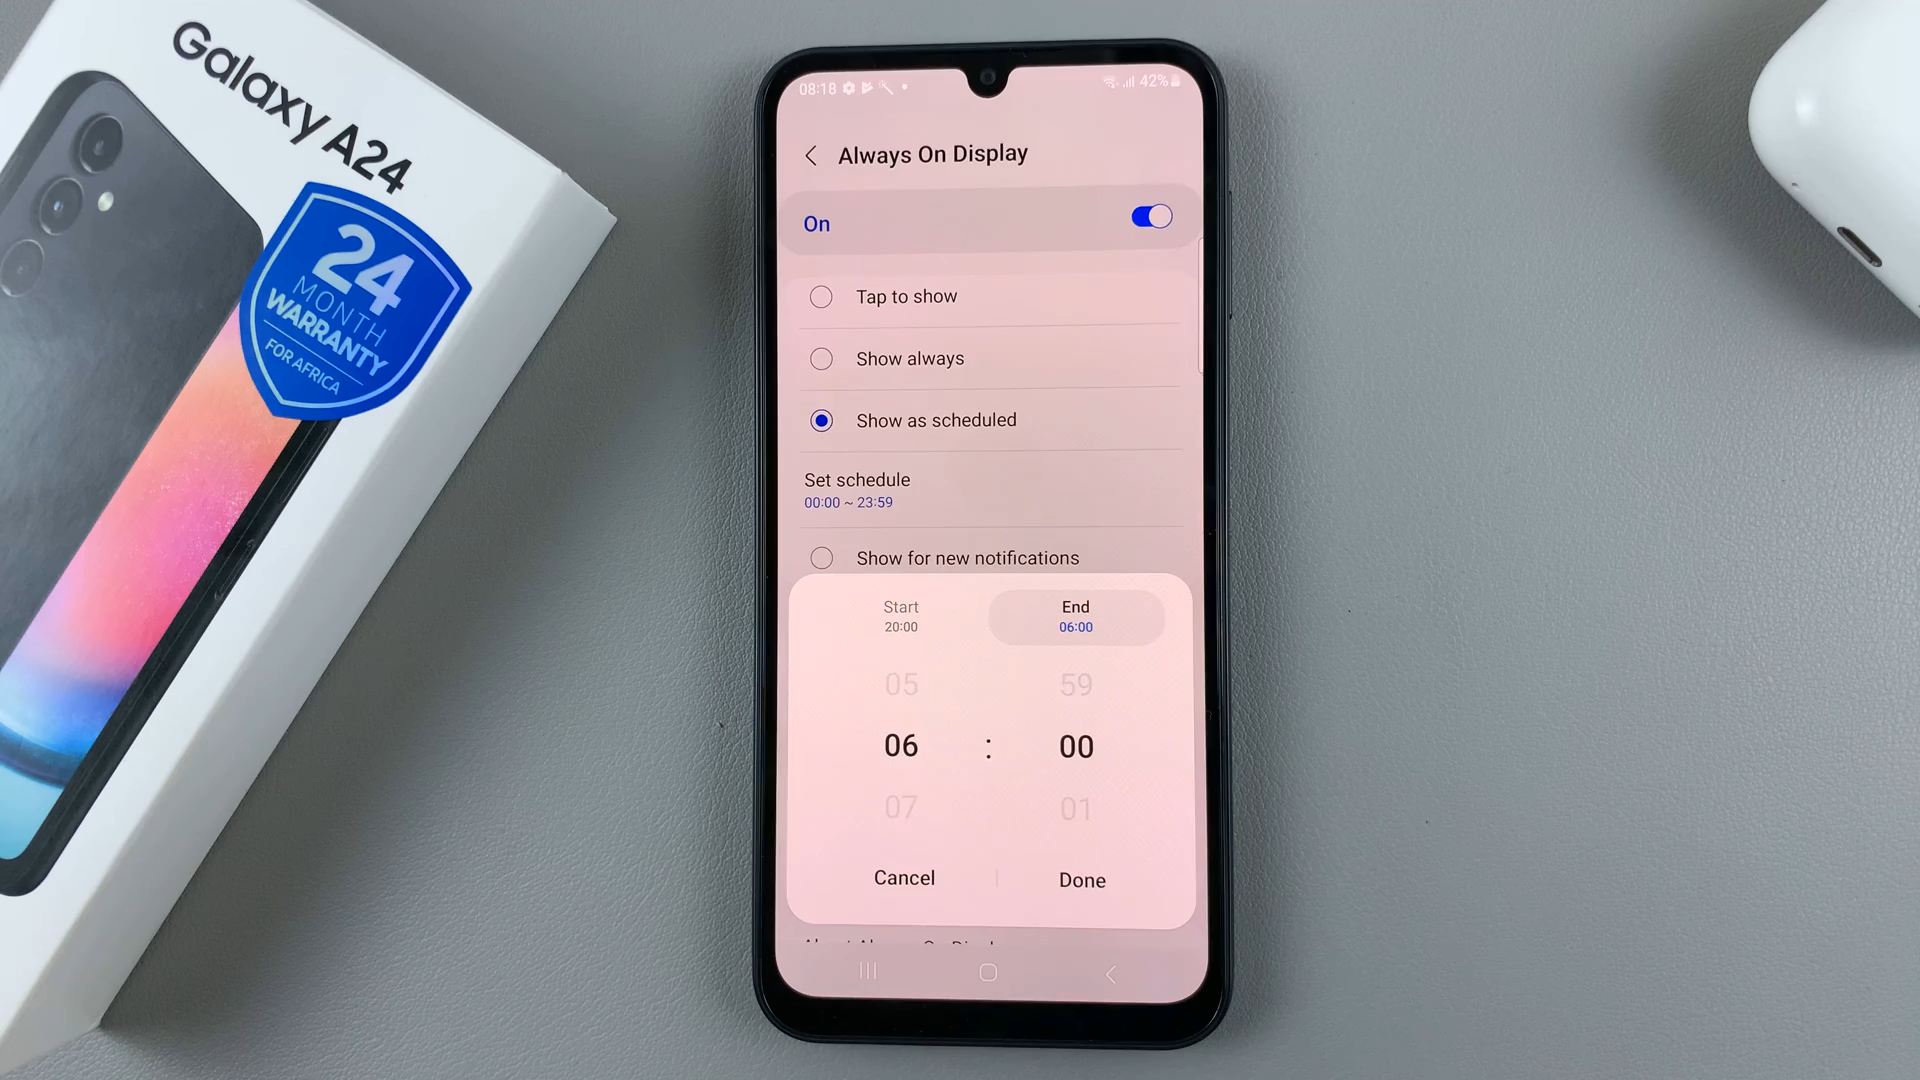 Galaxy A24
24
MONTH
WARRANTY
FOR AFRICA
08:18
42%
Always On Display
On
Tap to show
Show always
Show as scheduled
Set schedule
00:00 ~ 23:59
Show for new notifications
Start
20:00
End
06:00
05 59
06 : 00
07 01
Cancel
Done